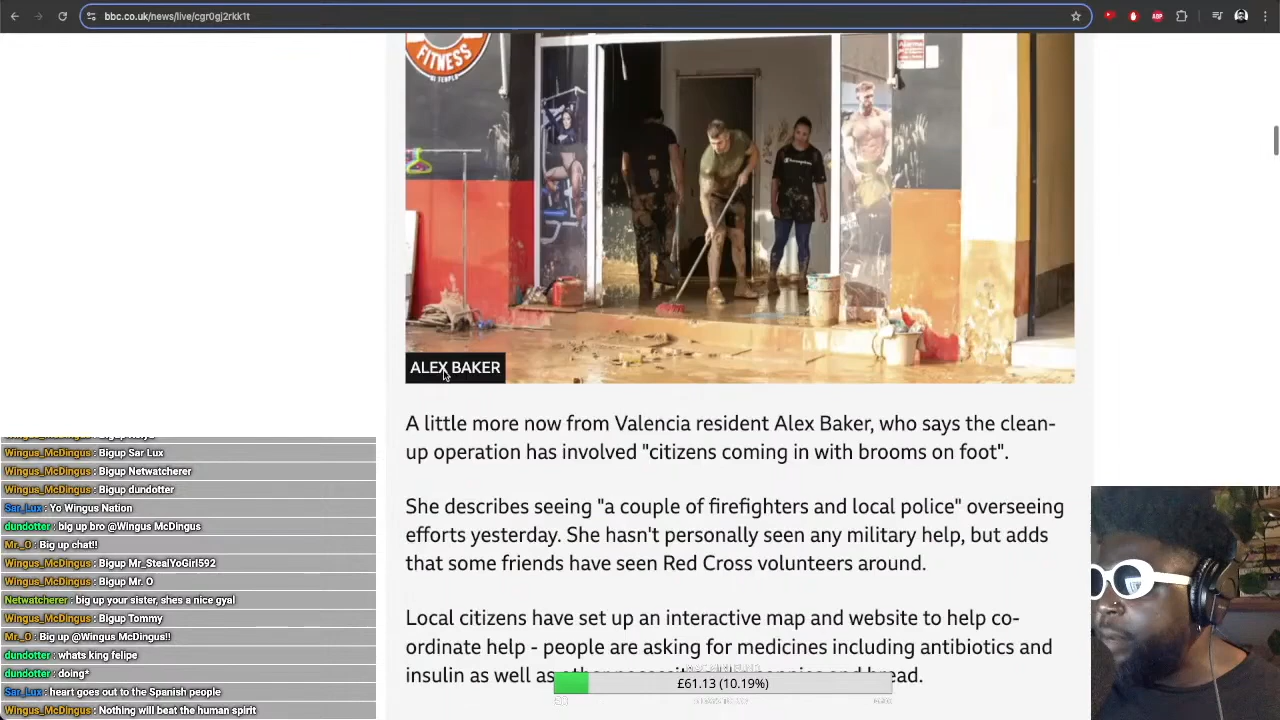 bbc.co.uk/news/live/cgr0gj2rkk1t
FITNESS
ALEX BAKER
A little more now from Valencia resident Alex Baker, who says the clean-
up operation has involved "citizens coming in with brooms on foot".
She describes seeing "a couple of firefighters and local police" overseeing
efforts yesterday. She hasn't personally seen any military help, but adds
that some friends have seen Red Cross volunteers around.
Local citizens have set up an interactive map and website to help co-
ordinate help - people are asking for medicines including antibiotics and
insulin as well as other necessities and bread.
£61.13 (10.19%)
Wingus_McDingus : Bigup Sar Lux
Wingus_McDingus : Bigup Netwatcherer
Wingus_McDingus : Bigup dundotter
Sar_Lux : Yo Wingus Nation
dundotter : big up bro @Wingus McDingus
Mr._O : Big up chat!!
Wingus_McDingus : Bigup Mr_StealYoGirl592
Wingus_McDingus : Bigup Mr. O
Netwatcherer : big up your sister, shes a nice gyal
Wingus_McDingus : Bigup Tommy
Mr._O : Big up @Wingus McDingus!!
dundotter : whats king felipe
dundotter : doing*
Sar_Lux : heart goes out to the Spanish people
Wingus_McDingus : Nothing will beat the human spirit